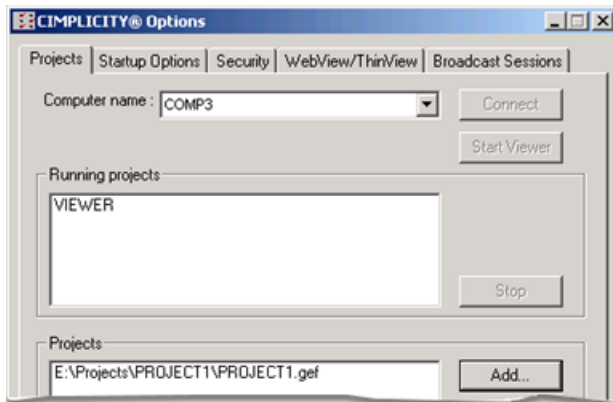 CIMPLICITY® Options
Projects Startup Options Security WebView/ThinView Broadcast Sessions
Computer name : COMP3 Connect
Start Viewer
Running projects
VIEWER
Stop
Projects
E:\Projects\PROJECT1\PROJECT1.gef Add...